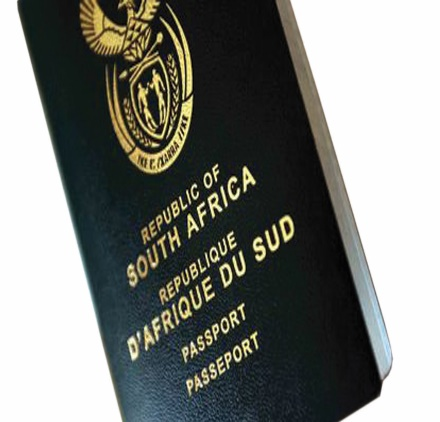 REPUBLIC OF
SOUTH AFRICA
REPUBLIQUE
D'AFRIQUE DU SUD
PASSPORT
PASSEPORT